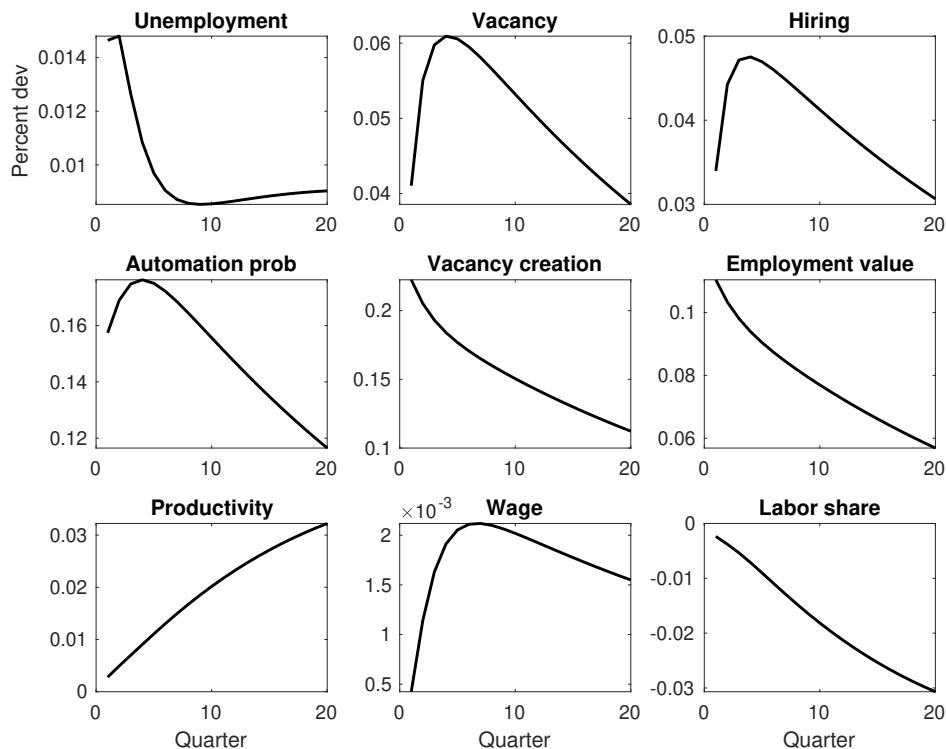 Unemployment
Vacancy
Hiring
Percent dev
0.014
0.012
0.01
0 10 20
0.06
0.05
0.04
0 10 20
0.05
0.04
0.03
0 10 20
Automation prob
Vacancy creation
Employment value
0.16
0.14
0.12
0 10 20
0.2
0.15
0.1
0 10 20
0.1
0.08
0.06
0 10 20
Productivity
Wage
Labor share
0.03
0.02
0.01
0
0 10 20
Quarter
×10⁻³
2
1.5
1
0.5
0 10 20
Quarter
0
-0.01
-0.02
-0.03
0 10 20
Quarter